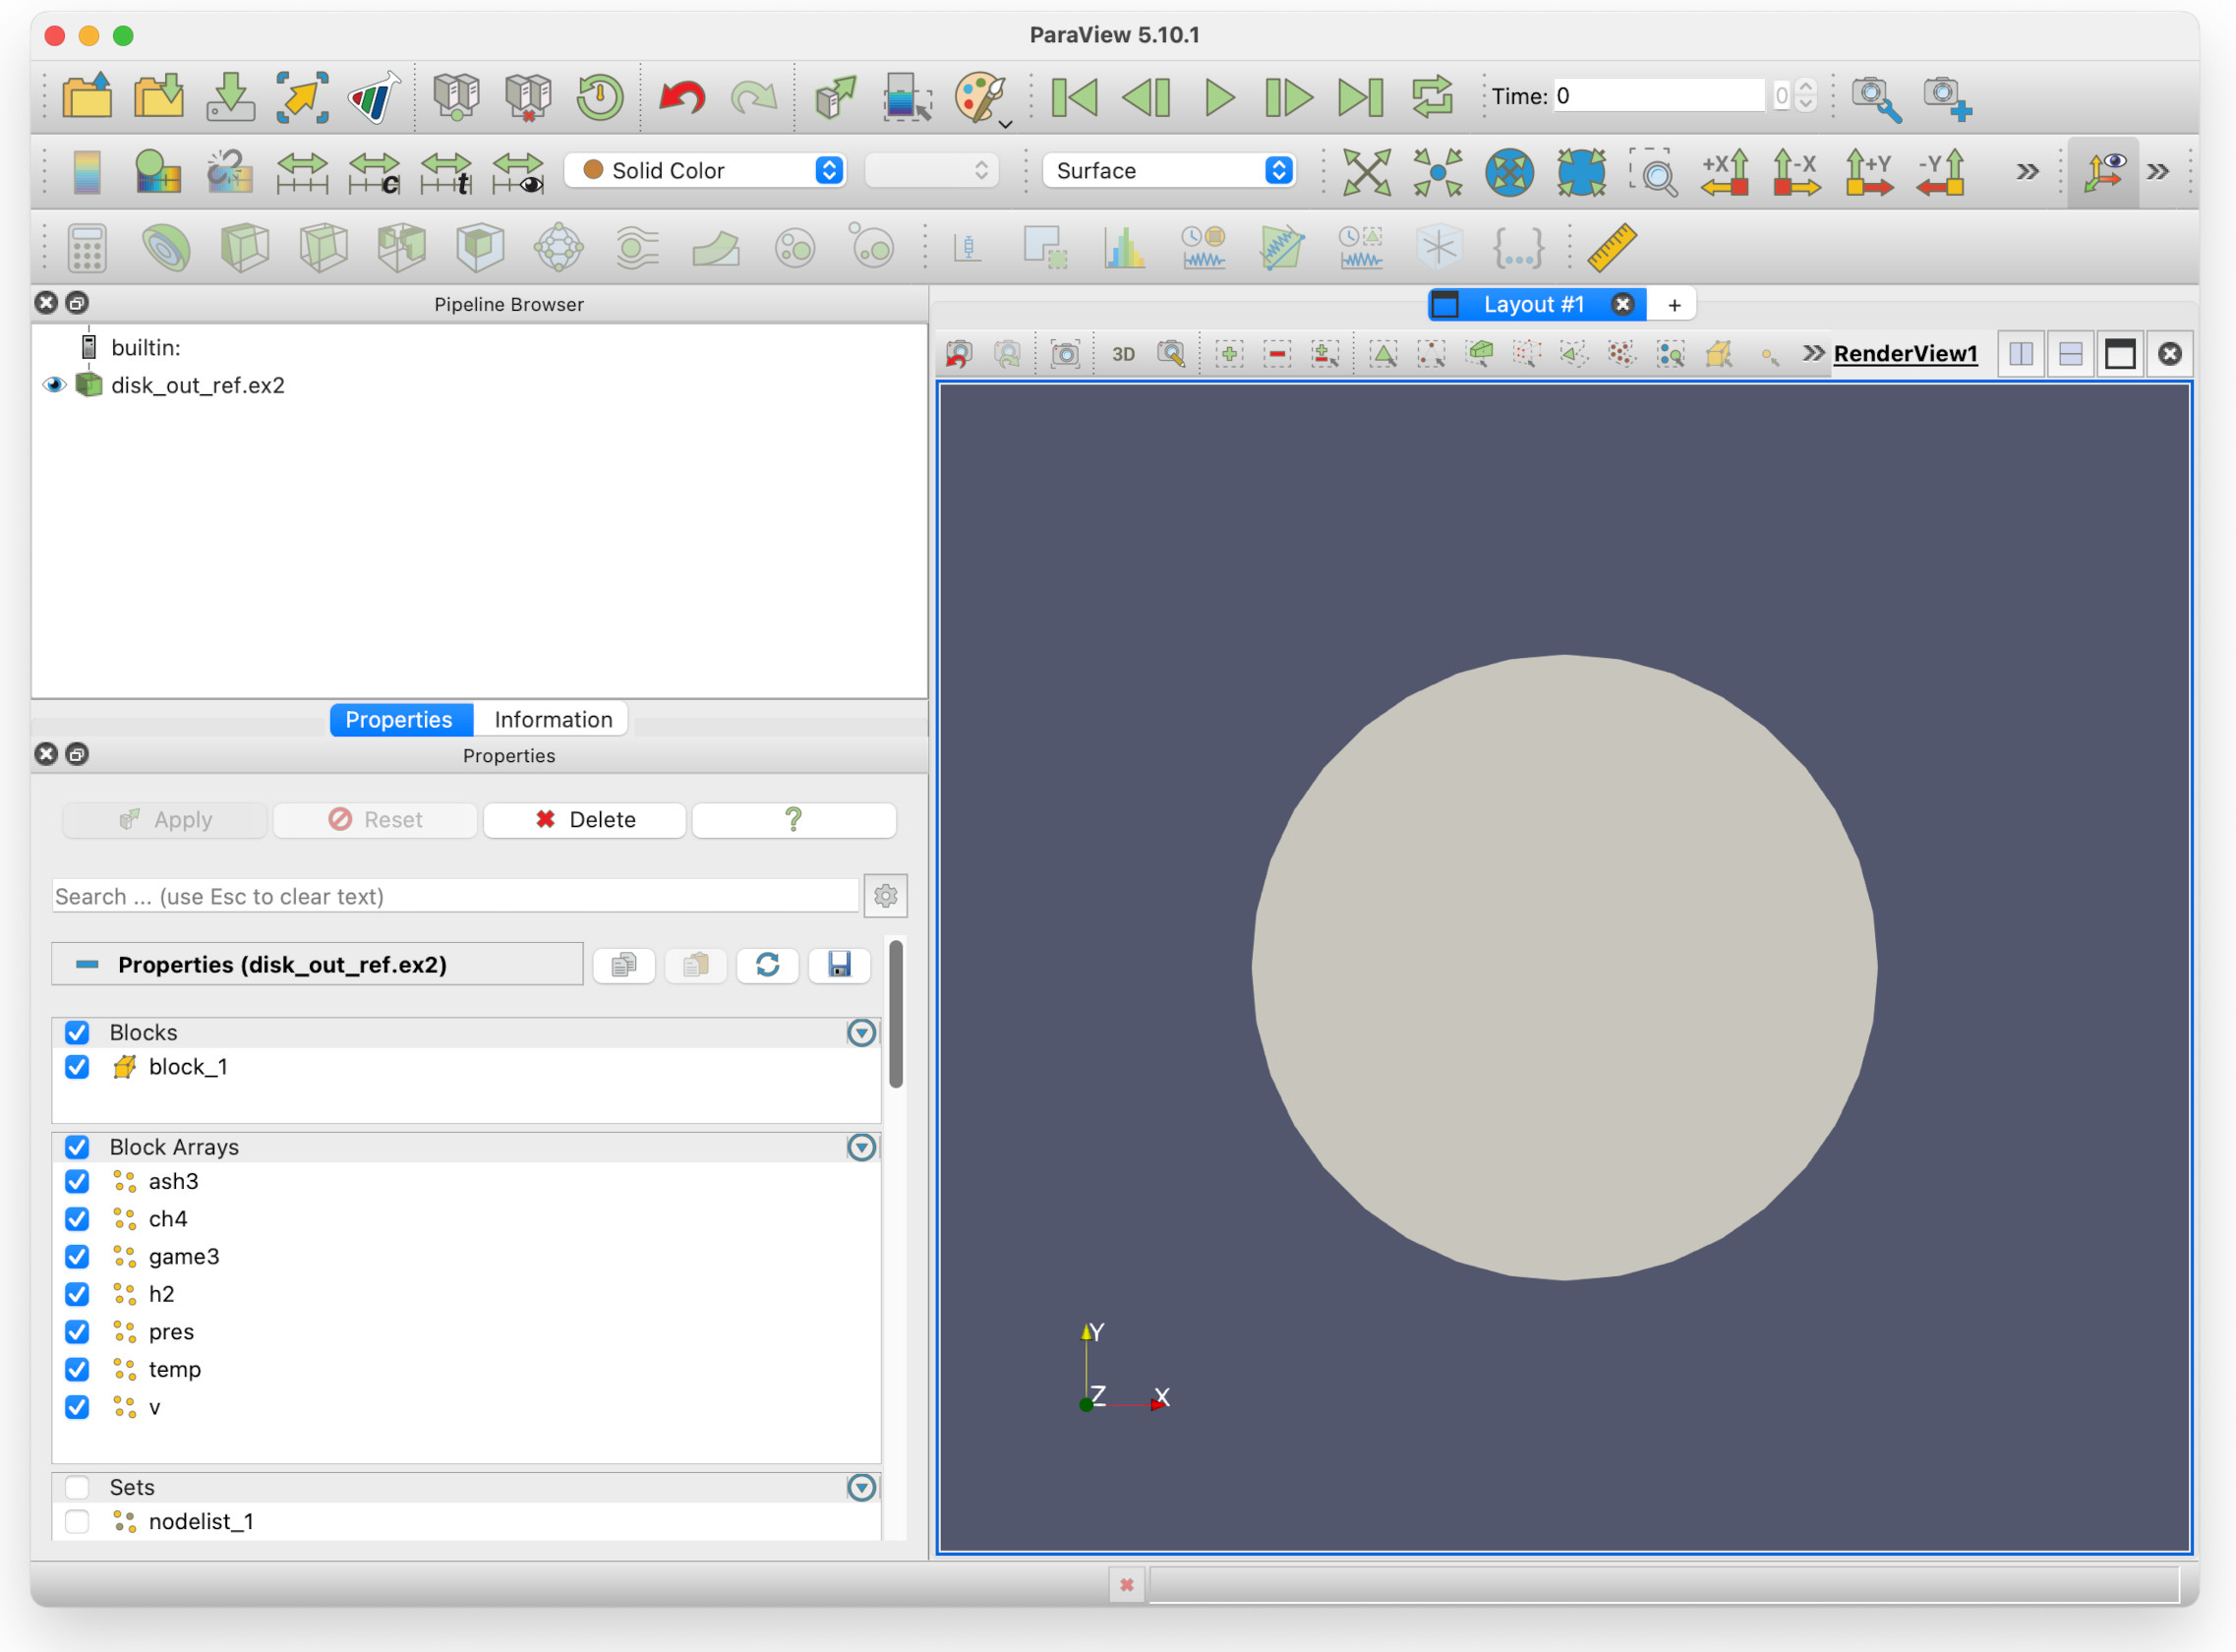 ParaView 5.10.1
Time: 0 0
c t Solid Color Surface +X -X +Y -Y
Pipeline Browser
Layout #1 +
builtin:
3D RenderView1
disk_out_ref.ex2
Properties Information
Properties
Apply Reset Delete ?
Search ... (use Esc to clear text)
Properties (disk_out_ref.ex2)
Blocks
block_1
Block Arrays
ash3
ch4
game3
h2
pres
temp
v
Sets
nodelist_1
Y
Z X